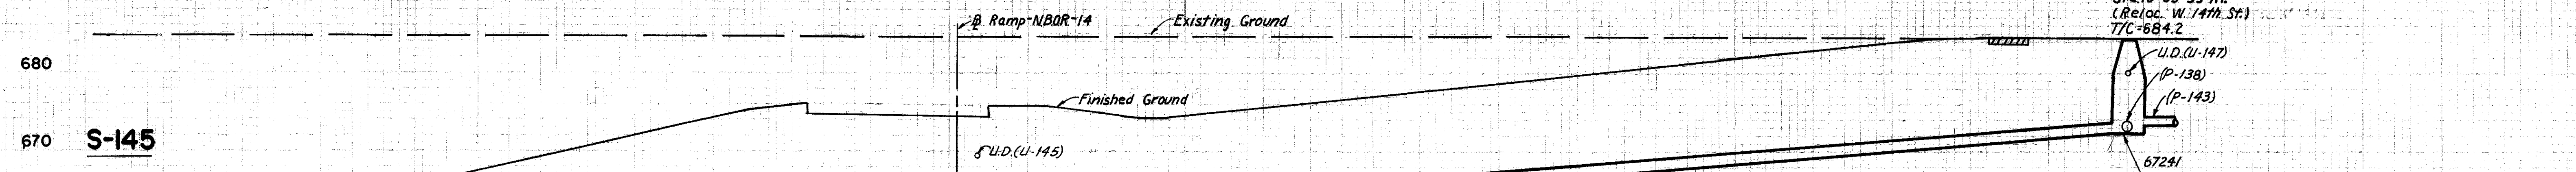 (Reloc. W. 14th St.)
T/C=684.2
℄ Ramp-N.B.O.R-14
Existing Ground
680
U.D.(U-147)
(P-138)
(P-143)
Finished Ground
670
S-145
U.D.(U-145)
67241